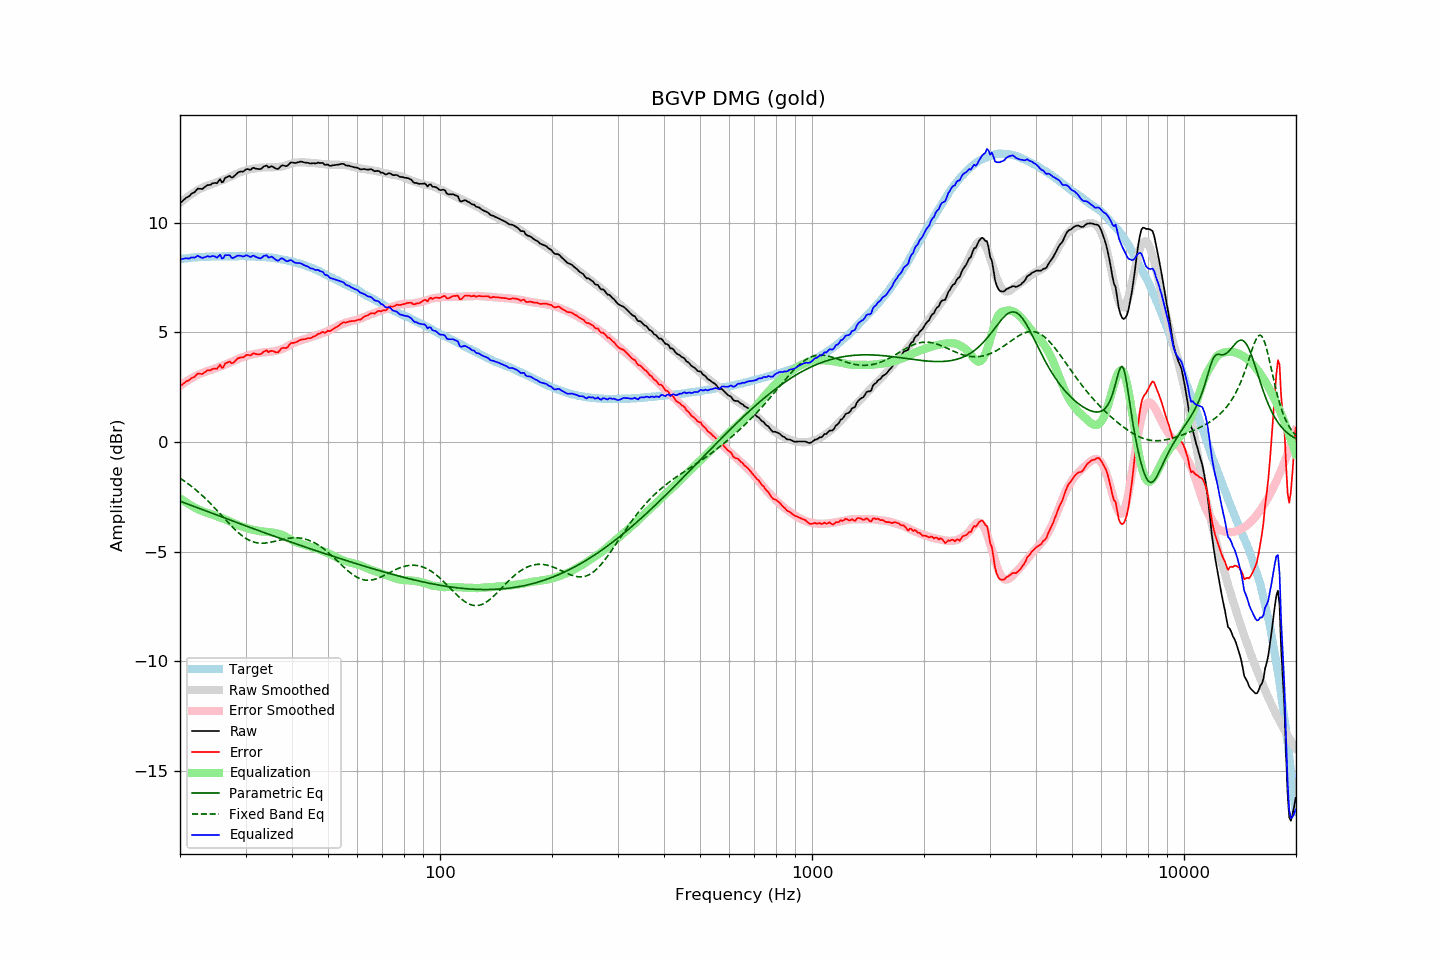 BGVP DMG (gold)
Amplitude (dBr)
10
5
0
−5
−10
−15
Target
Raw Smoothed
Error Smoothed
Raw
Error
Equalization
Parametric Eq
Fixed Band Eq
Equalized
100
1000
10000
Frequency (Hz)